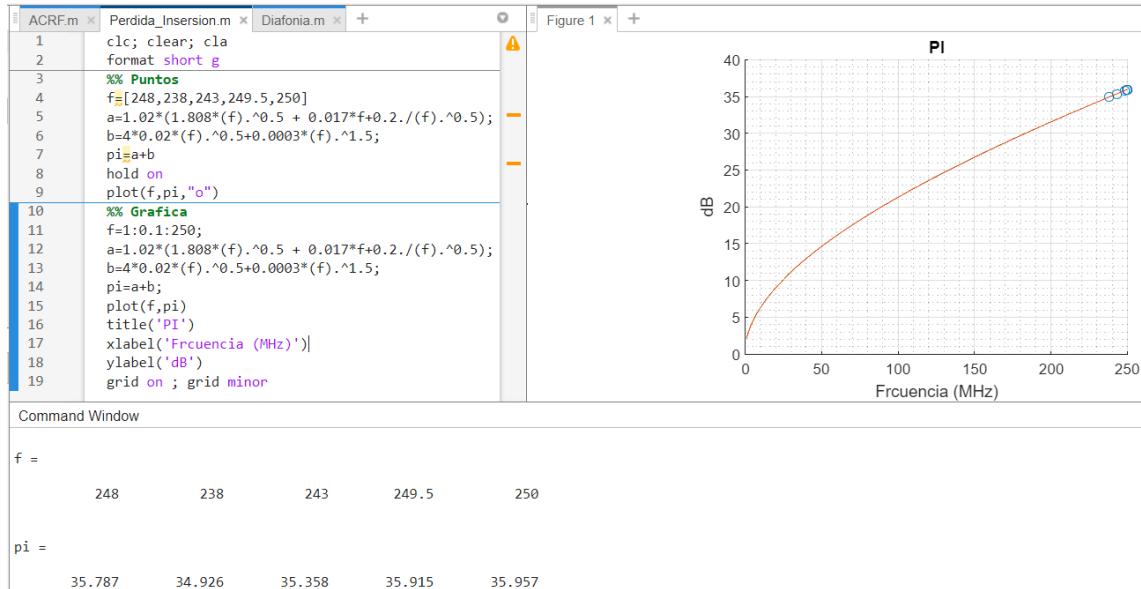 ACRF.m × Perdida_Insersion.m × Diafonia.m × +
1 clc; clear; cla
2 format short g
3 %% Puntos
4 f=[248,238,243,249.5,250]
5 a=1.02*(1.808*(f).^0.5 + 0.017*f+0.2./(f).^0.5);
6 b=4*0.02*(f).^0.5+0.0003*(f).^1.5;
7 pi=a+b
8 hold on
9 plot(f,pi,"o")
10 %% Grafica
11 f=1:0.1:250;
12 a=1.02*(1.808*(f).^0.5 + 0.017*f+0.2./(f).^0.5);
13 b=4*0.02*(f).^0.5+0.0003*(f).^1.5;
14 pi=a+b;
15 plot(f,pi)
16 title('PI')
17 xlabel('Frcuencia (MHz)')
18 ylabel('dB')
19 grid on ; grid minor
Figure 1 × +
PI
40
35
30
25
20
15
10
5
0
dB
0 50 100 150 200 250
Frcuencia (MHz)
Command Window
f =
248 238 243 249.5 250
pi =
35.787 34.926 35.358 35.915 35.957